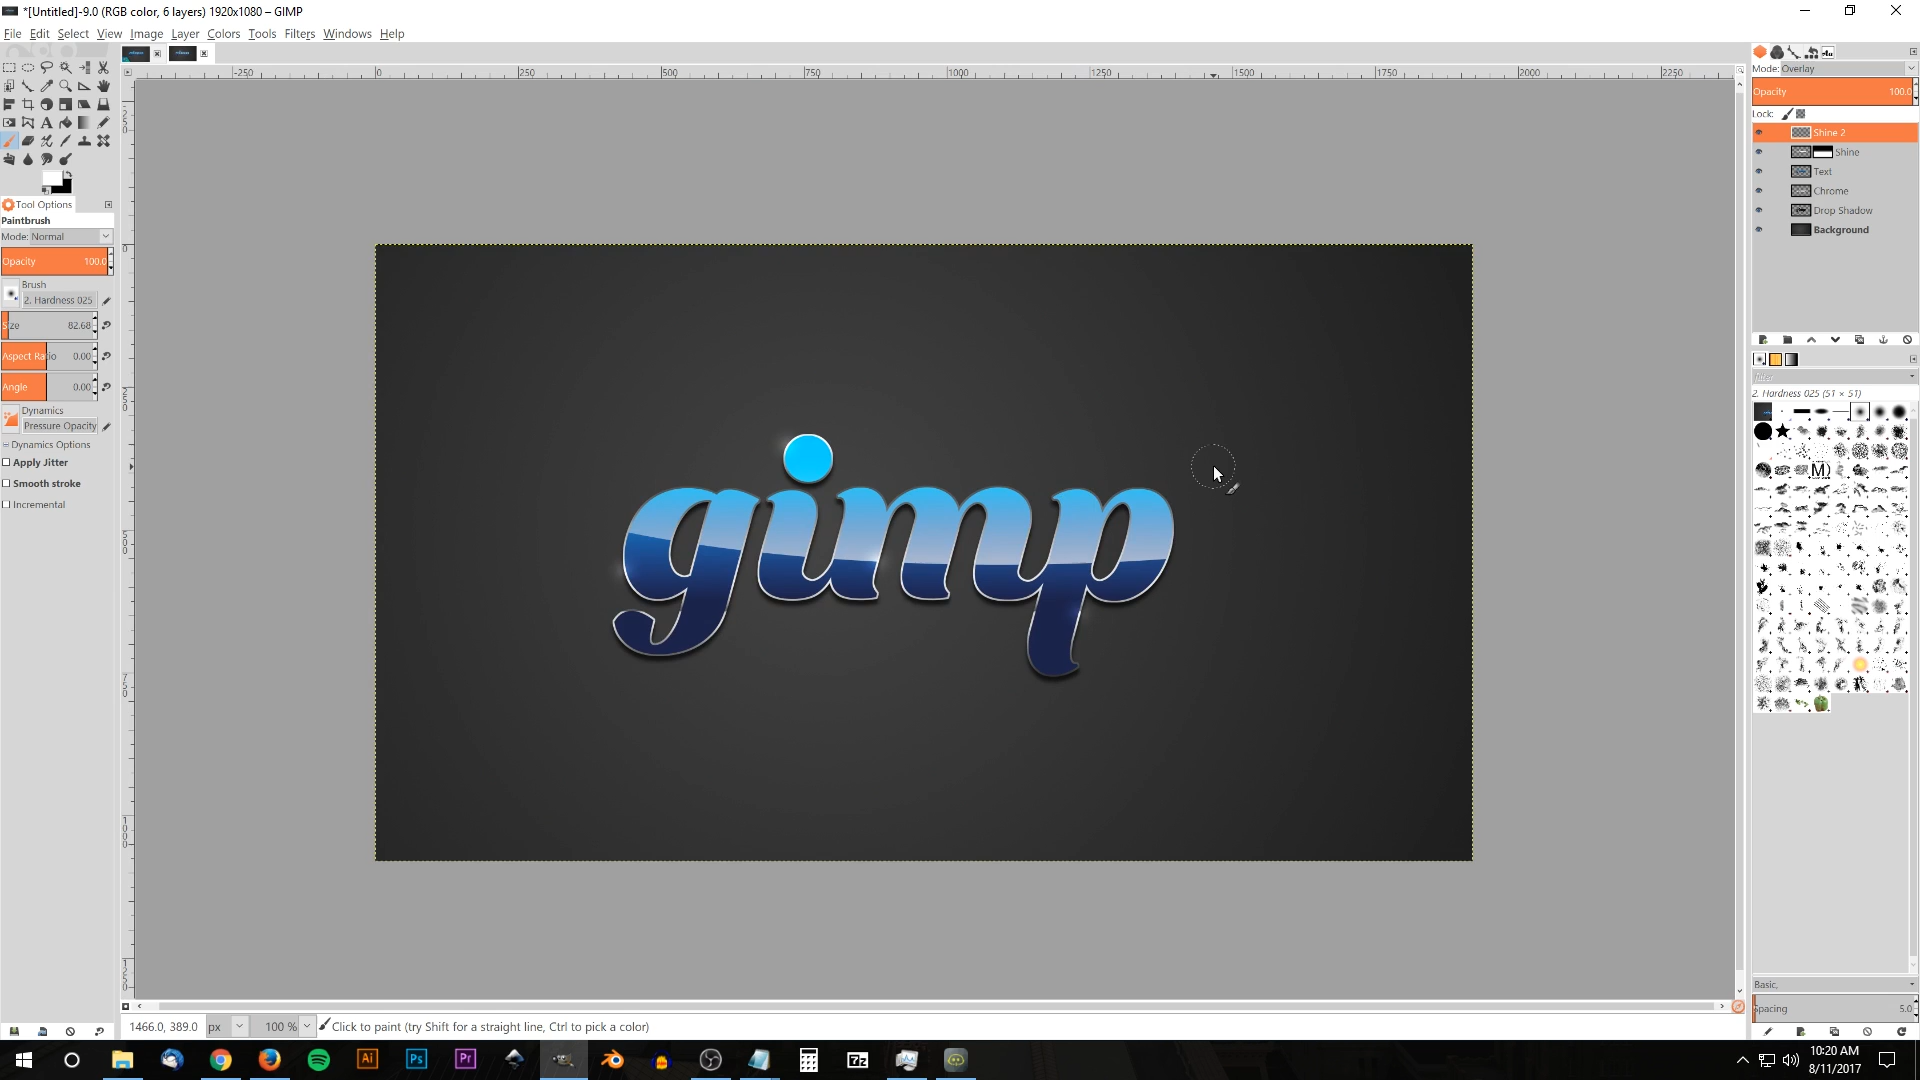 *[Untitled]-9.0 (RGB color, 6 layers) 1920x1080 – GIMP
File Edit Select View Image Layer Colors Tools Filters Windows Help
-250 0 250 500 750 1000 1250 1500 1750 2000 2250
Mode: Overlay
Opacity 100.0
Lock:
Shine 2
Shine
Text
Chrome
Drop Shadow
Background
Tool Options
Paintbrush
Mode: Normal
Opacity 100.0
Brush
2. Hardness 025
Size 82.68
Aspect Ratio 0.00
Angle 0.00
Dynamics
Pressure Opacity
Dynamics Options
Apply Jitter
Smooth stroke
Incremental
gimp
filter
2. Hardness 025 (51 × 51)
Basic,
Spacing 5.0
1466.0, 389.0 px 100 % Click to paint (try Shift for a straight line, Ctrl to pick a color)
Ai Ps Pr 7z
10:20 AM
8/11/2017